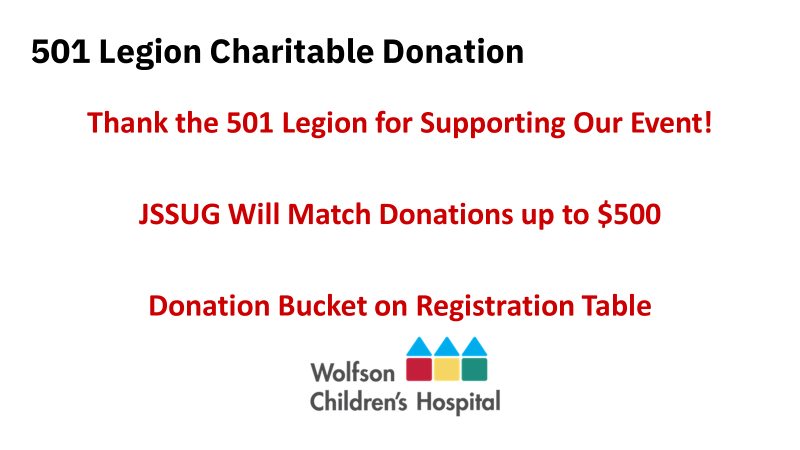 501 Legion Charitable Donation
Thank the 501 Legion for Supporting Our Event!
JSSUG Will Match Donations up to $500
Donation Bucket on Registration Table
Wolfson
Children's Hospital